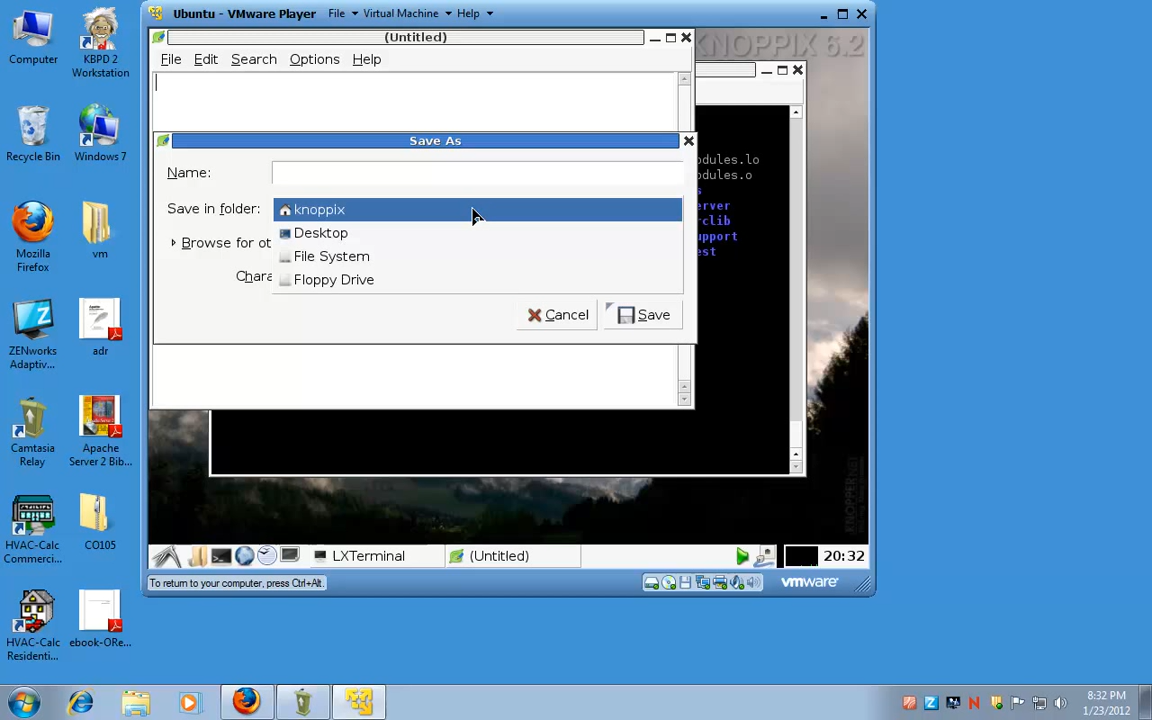 Computer
KBPD 2
Workstation
Recycle Bin
Windows 7
Mozilla
Firefox
vm
ZENworks
Adaptiv...
adr
Camtasia
Relay
Apache
Server 2 Bib...
HVAC-Calc
Commerci...
CO105
HVAC-Calc
Residenti...
ebook-ORe...
Ubuntu - VMware Player
File
Virtual Machine
Help
(Untitled)
KNOPPIX 6.2
File
Edit
Search
Options
Help
Save As
Name:
Save in folder:
knoppix
Desktop
File System
Floppy Drive
Browse for ot
Chara
Cancel
Save
odules.lo
odules.o
s
erver
rclib
upport
est
LXTerminal
(Untitled)
20:32
To return to your computer, press Ctrl+Alt.
vmware
8:32 PM
1/23/2012